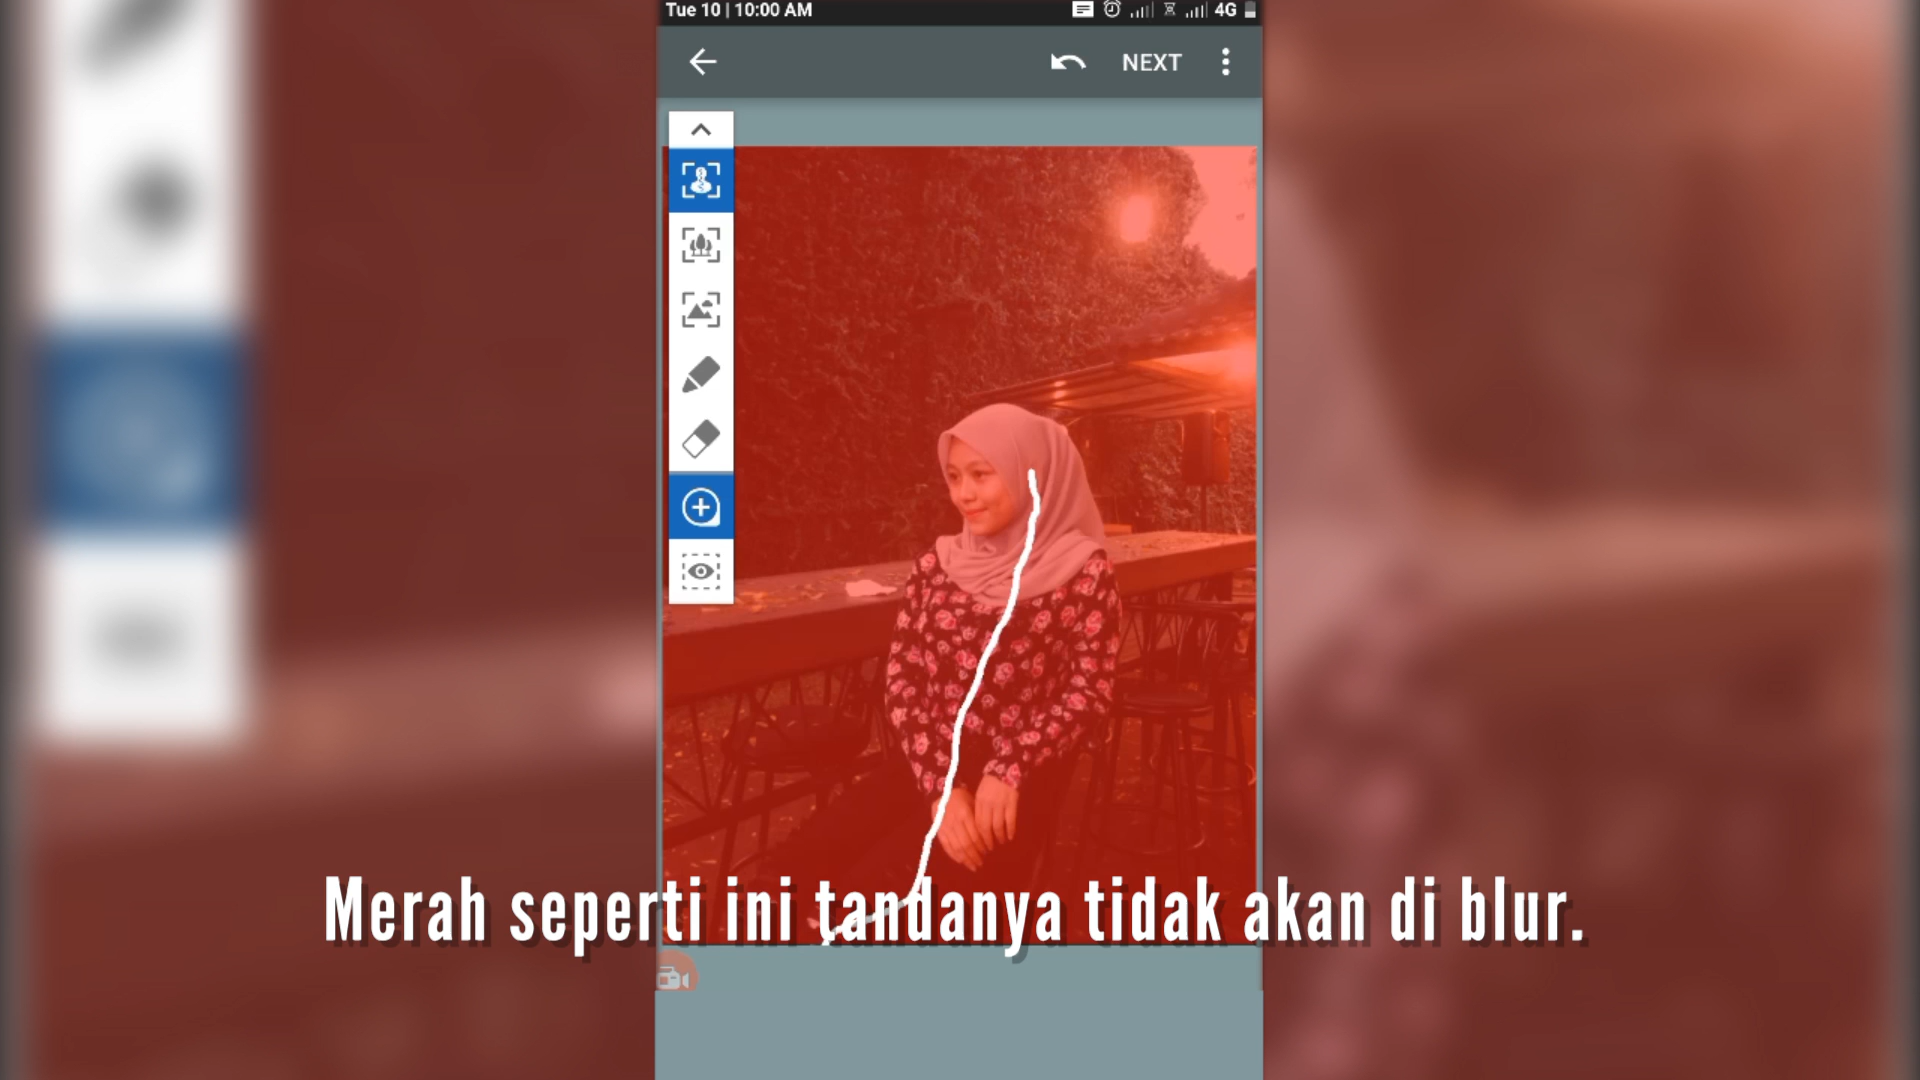 Tue 10 | 10:00 AM
4G
NEXT
Merah seperti ini tandanya tidak akan di blur.